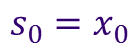 s₀ = x₀